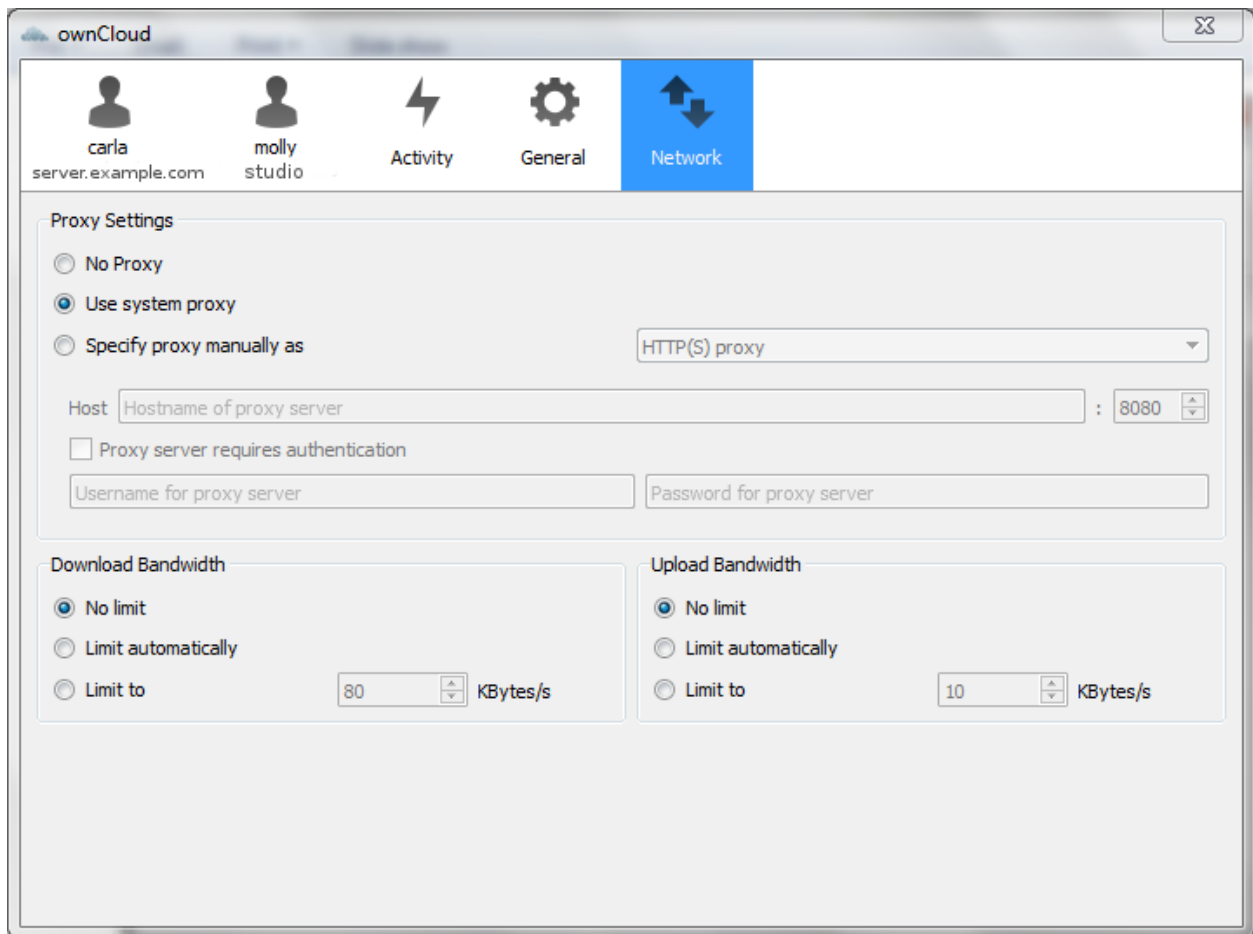 ownCloud
carla
server.example.com
molly
studio
Activity
General
Network
Proxy Settings
No Proxy
Use system proxy
Specify proxy manually as
HTTP(S) proxy
Host
Hostname of proxy server
:
8080
Proxy server requires authentication
Username for proxy server
Password for proxy server
Download Bandwidth
No limit
Limit automatically
Limit to
80
KBytes/s
Upload Bandwidth
No limit
Limit automatically
Limit to
10
KBytes/s